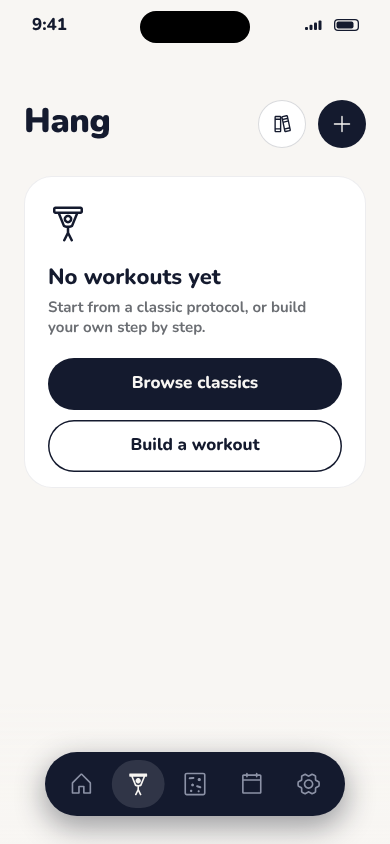 9:41
Hang
No workouts yet
Start from a classic protocol, or build
your own step by step.
Browse classics
Build a workout